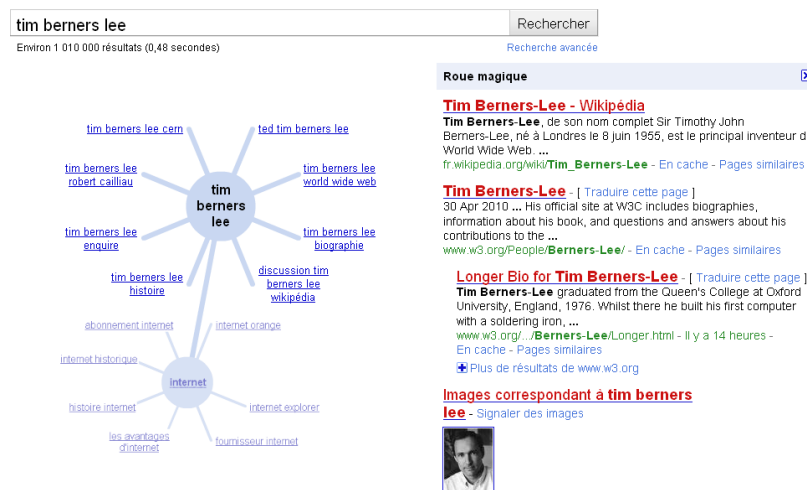 tim berners lee
Rechercher
Environ 1 010 000 résultats (0,48 secondes)
Recherche avancée
tim berners lee cern
ted tim berners lee
tim berners lee
robert cailliau
tim berners lee
world wide web
tim
berners
lee
tim berners lee
enquire
tim berners lee
biographie
tim berners lee
histoire
discussion tim
berners lee
wikipédia
abonnement internet
internet orange
internet historique
internet
histoire internet
internet explorer
les avantages
d'internet
fournisseur internet
Roue magique
Tim Berners-Lee - Wikipédia
Tim Berners-Lee, de son nom complet Sir Timothy John
Berners-Lee, né à Londres le 8 juin 1955, est le principal inventeur d
World Wide Web. ...
fr.wikipedia.org/wiki/Tim_Berners-Lee - En cache - Pages similaires
Tim Berners-Lee - [ Traduire cette page ]
30 Apr 2010 ... His official site at W3C includes biographies,
information about his book, and questions and answers about his
contributions to the ...
www.w3.org/People/Berners-Lee/ - En cache - Pages similaires
Longer Bio for Tim Berners-Lee - [ Traduire cette page ]
Tim Berners-Lee graduated from the Queen's College at Oxford
University, England, 1976. Whilst there he built his first computer
with a soldering iron, ...
www.w3.org/.../Berners-Lee/Longer.html - Il y a 14 heures -
En cache - Pages similaires
Plus de résultats de www.w3.org
Images correspondant à tim berners
lee - Signaler des images